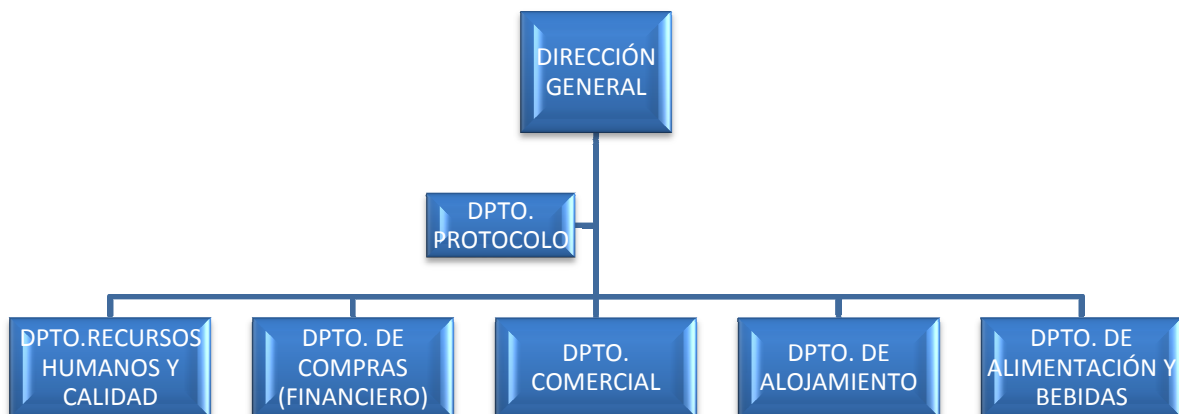 DIRECCIÓN
GENERAL
DPTO.
PROTOCOLO
DPTO.RECURSOS
HUMANOS Y
CALIDAD
DPTO. DE
COMPRAS
(FINANCIERO)
DPTO.
COMERCIAL
DPTO. DE
ALOJAMIENTO
DPTO. DE
ALIMENTACIÓN Y
BEBIDAS